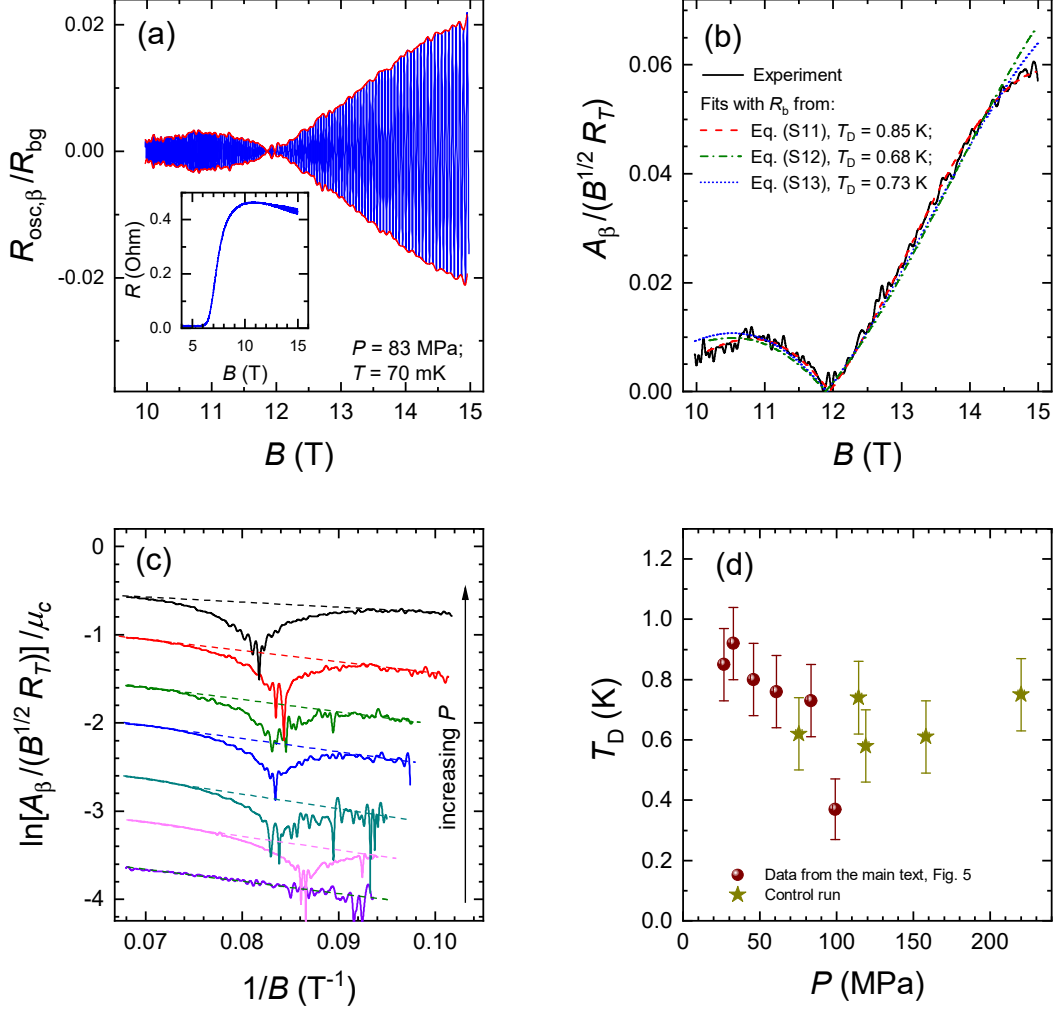 (a)
R_osc,β /R_bg
0.02
0.00
-0.02
R (Ohm)
0.4
0.2
0.0
5 10 15
B (T)
P = 83 MPa;
T = 70 mK
10 11 12 13 14 15
B (T)
(b)
A_β /(B^1/2 R_T)
0.06
0.04
0.02
0.00
Experiment
Fits with R_b from:
Eq. (S11), T_D = 0.85 K;
Eq. (S12), T_D = 0.68 K;
Eq. (S13), T_D = 0.73 K
10 11 12 13 14 15
B (T)
(c)
ln[A_β /(B^1/2 R_T)] /μ_c
0
-1
-2
-3
-4
increasing P
0.07 0.08 0.09 0.10
1/B (T^-1)
(d)
T_D (K)
1.2
1.0
0.8
0.6
0.4
0.2
0.0
Data from the main text, Fig. 5
Control run
0 50 100 150 200
P (MPa)